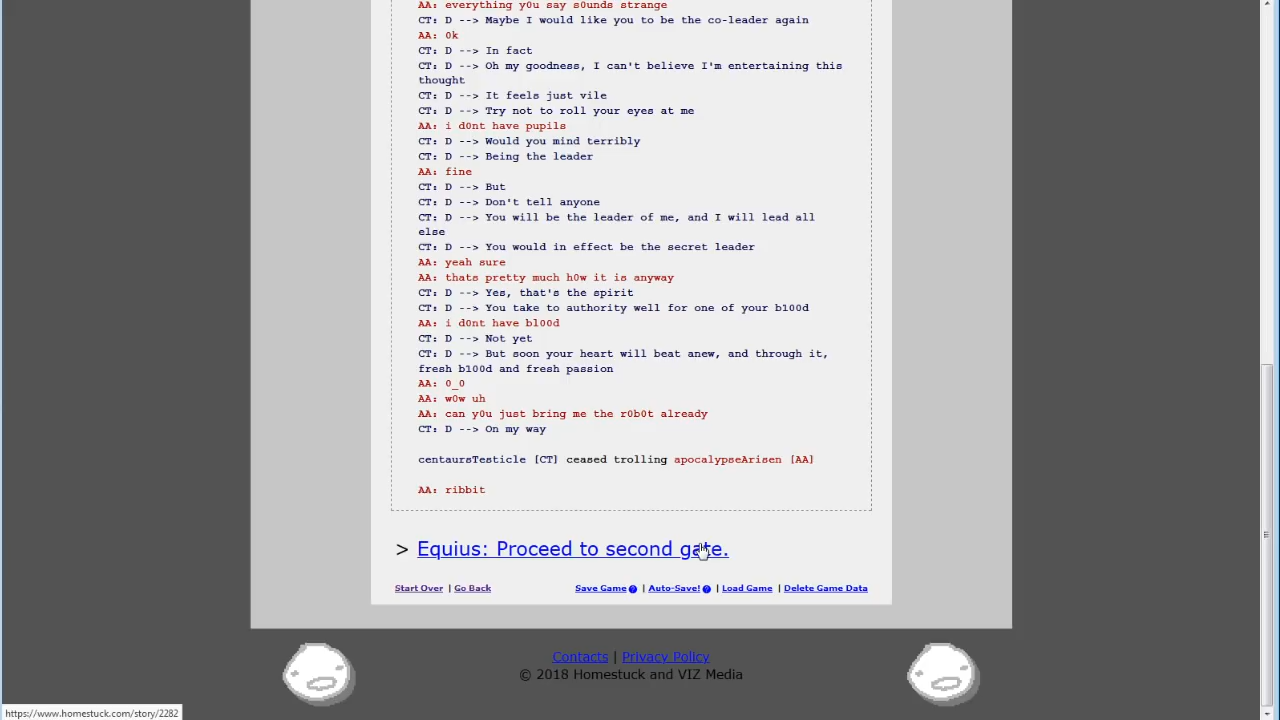 AA: everything y0u say s0unds strange
CT: D --> Maybe I would like you to be the co-leader again
AA: 0k
CT: D --> In fact
CT: D --> Oh my goodness, I can't believe I'm entertaining this
thought
CT: D --> It feels just vile
CT: D --> Try not to roll your eyes at me
AA: i d0nt have pupils
CT: D --> Would you mind terribly
CT: D --> Being the leader
AA: fine
CT: D --> But
CT: D --> Don't tell anyone
CT: D --> You will be the leader of me, and I will lead all
else
CT: D --> You would in effect be the secret leader
AA: yeah sure
AA: thats pretty much h0w it is anyway
CT: D --> Yes, that's the spirit
CT: D --> You take to authority well for one of your b100d
AA: i d0nt have bl00d
CT: D --> Not yet
CT: D --> But soon your heart will beat anew, and through it,
fresh b100d and fresh passion
AA: 0_0
AA: w0w uh
AA: can y0u just bring me the r0b0t already
CT: D --> On my way
centaursTesticle [CT] ceased trolling apocalypseArisen [AA]
AA: ribbit
> Equius: Proceed to second gate.
Start Over | Go Back Save Game ? | Auto-Save! ? | Load Game | Delete Game Data
Contacts | Privacy Policy
© 2018 Homestuck and VIZ Media
https://www.homestuck.com/story/2282